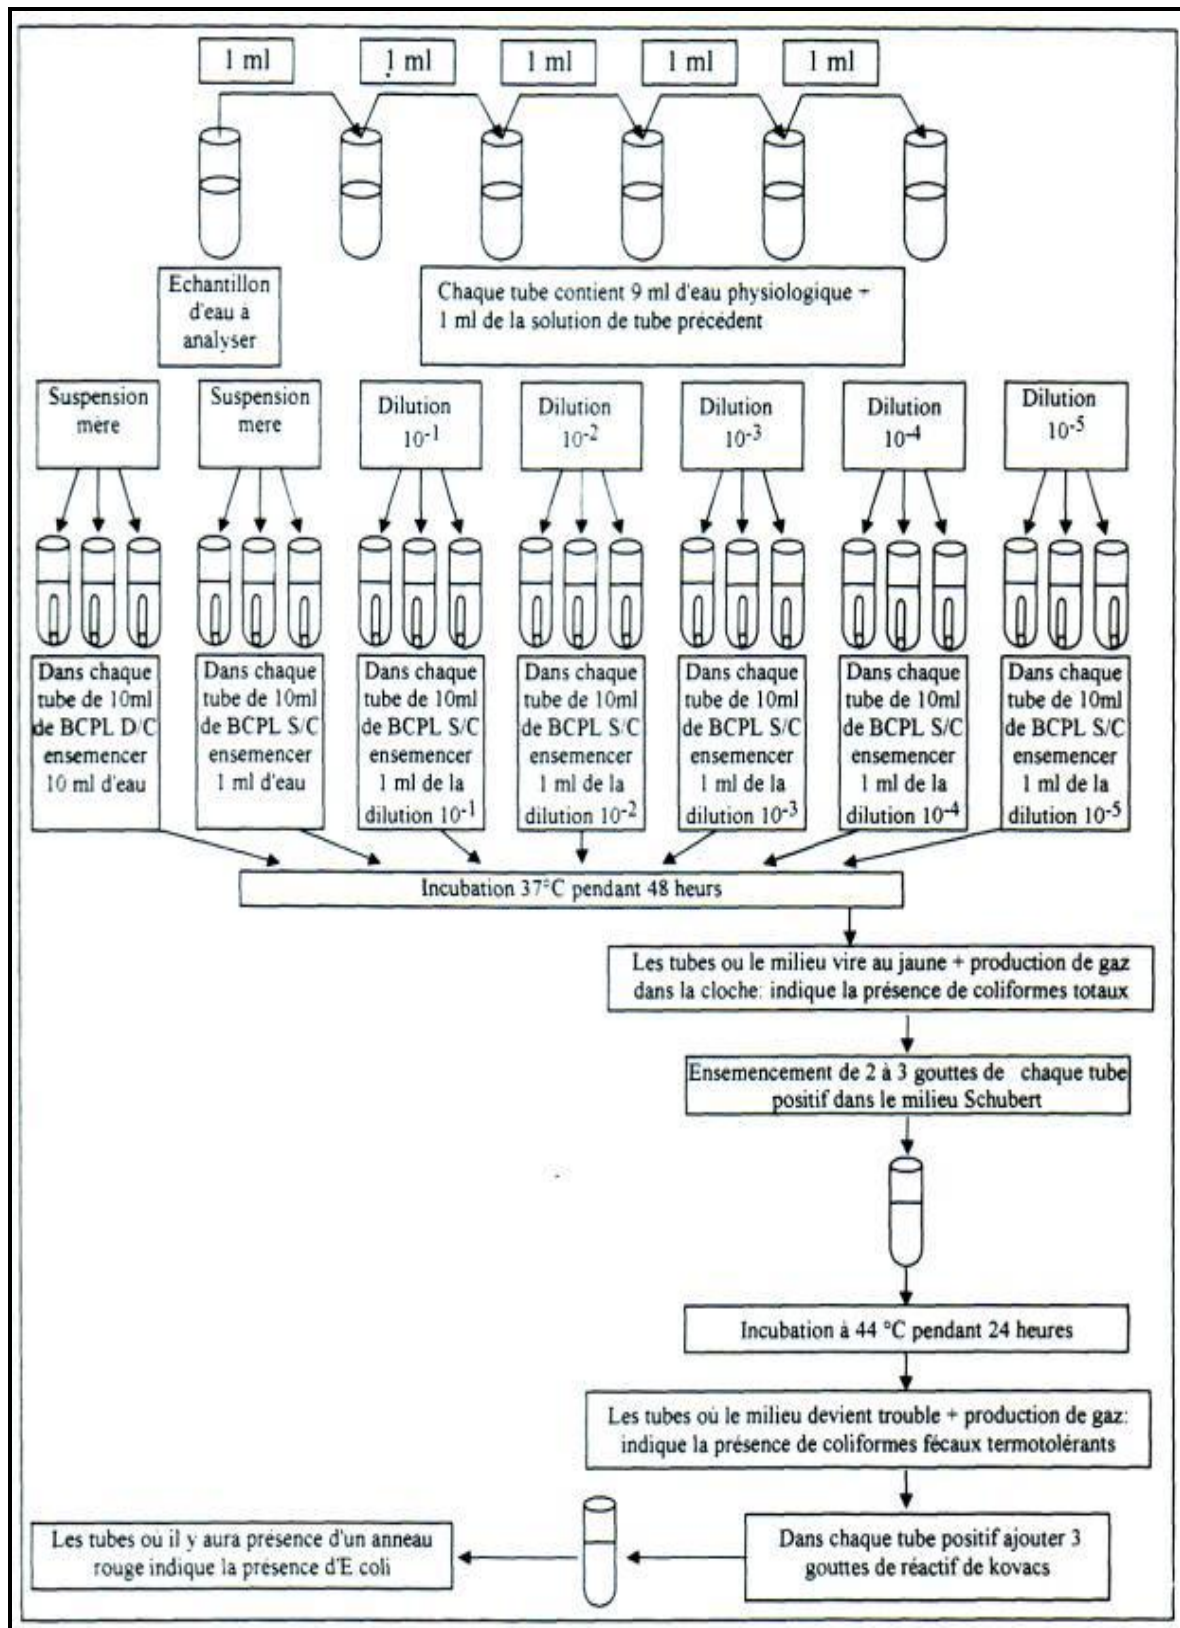 1 ml
1 ml
1 ml
1 ml
1 ml
Echantillon
d'eau à
analyser
Chaque tube contient 9 ml d'eau physiologique +
1 ml de la solution de tube précédent
Suspension
mère
Suspension
mere
Dilution
10-1
Dilution
10-2
Dilution
10-3
Dilution
10-4
Dilution
10-5
Dans chaque
tube de 10ml
de BCPL D/C
ensemencer
10 ml d'eau
Dans chaque
tube de 10ml
de BCPL S/C
ensemencer
1 ml d'eau
Dans chaque
tube de 10ml
de BCPL S/C
ensemencer
1 ml de la
dilution 10-1
Dans chaque
tube de 10ml
de BCPL S/C
ensemencer
1 ml de la
dilution 10-2
Dans chaque
tube de 10ml
de BCPL S/C
ensemencer
1 ml de la
dilution 10-3
Dans chaque
tube de 10ml
de BCPL S/C
ensemencer
1 ml de la
dilution 10-4
Dans chaque
tube de 10ml
de BCPL S/C
ensemencer
1 ml de la
dilution 10-5
Incubation 37°C pendant 48 heurs
Les tubes ou le milieu vire au jaune + production de gaz
dans la cloche: indique la présence de coliformes totaux
Ensemencement de 2 à 3 gouttes de chaque tube
positif dans le milieu Schubert
Incubation à 44 °C pendant 24 heures
Les tubes où le milieu devient trouble + production de gaz:
indique la présence de coliformes fécaux termotolérants
Dans chaque tube positif ajouter 3
gouttes de réactif de kovacs
Les tubes où il y aura présence d'un anneau
rouge indique la présence d'E coli